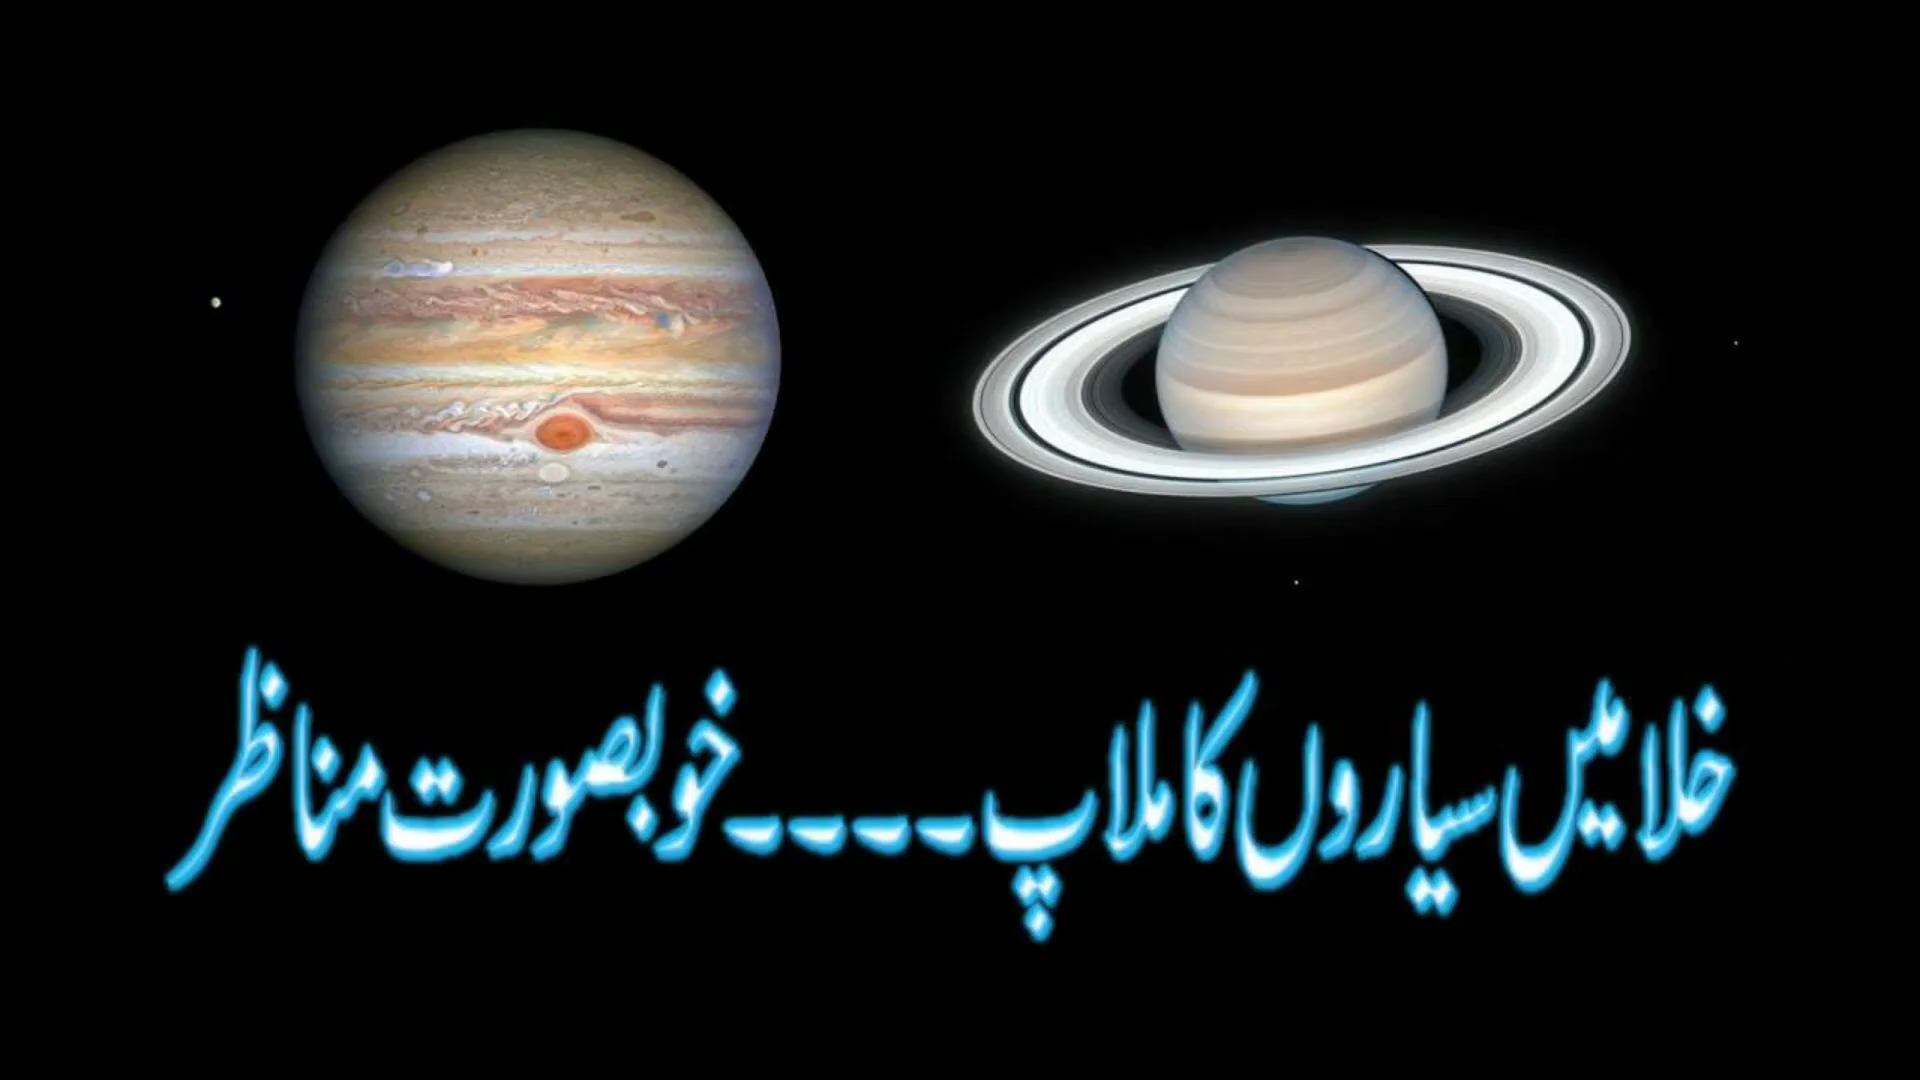 خلا میں سیاروں کا ملاپ ۔۔۔۔ خوبصورت مناظر